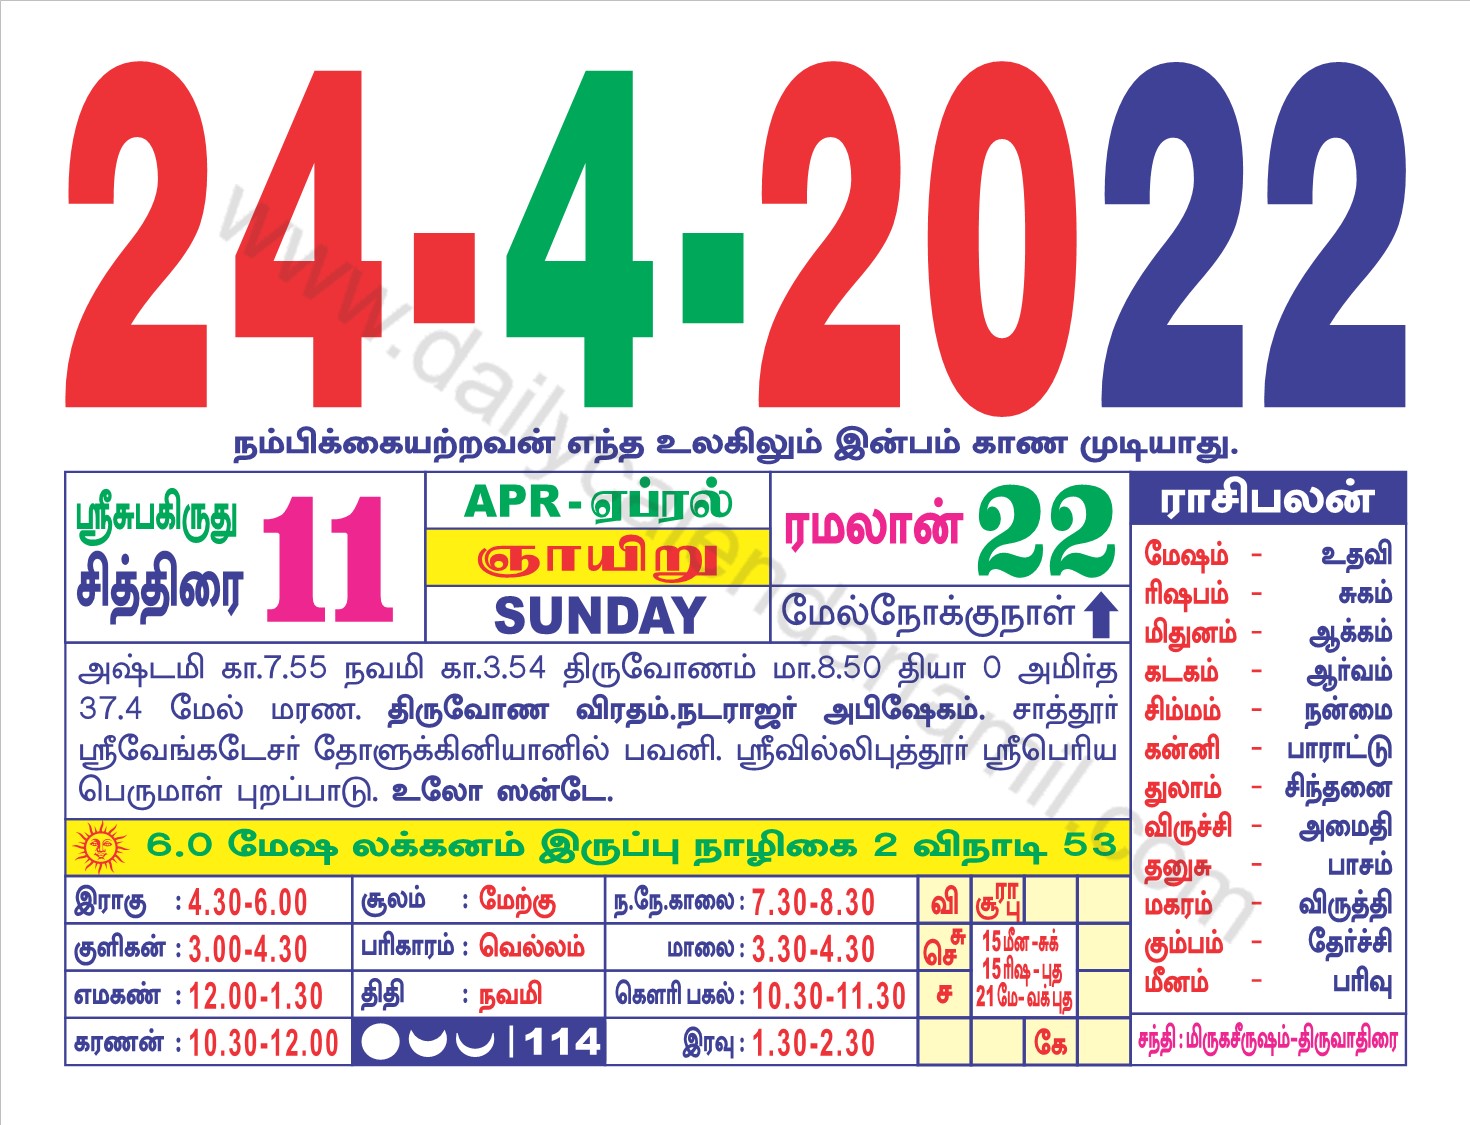 24-4-2022
நம்பிக்கையற்றவன் எந்த உலகிலும் இன்பம் காண முடியாது.
ஸ்ரீசுபகிருது
சித்திரை 11
APR - ஏப்ரல்
ஞாயிறு
SUNDAY
ரமலான் 22
மேல்நோக்குநாள்
அஷ்டமி கா.7.55 நவமி கா.3.54 திருவோணம் மா.8.50 தியா 0 அமிர்த
37.4 மேல் மரண. திருவோண விரதம்.நடராஜர் அபிஷேகம். சாத்தூர்
ஸ்ரீவேங்கடேசர் தோளுக்கினியானில் பவனி. ஸ்ரீவில்லிபுத்தூர் ஸ்ரீபெரிய
பெருமாள் புறப்பாடு. உலோ ஸன்டே.
6.0 மேஷ லக்கனம் இருப்பு நாழிகை 2 விநாடி 53
இராகு : 4.30-6.00
சூலம் : மேற்கு
ந.நே.காலை : 7.30-8.30
குளிகன் : 3.00-4.30
பரிகாரம் : வெல்லம்
மாலை : 3.30-4.30
எமகண் : 12.00-1.30
திதி : நவமி
கௌரி பகல் : 10.30-11.30
கரணன் : 10.30-12.00
114
இரவு : 1.30-2.30
வி
சூ ரா பு
சு செ
ச
15 மீன - சுக்
15 ரிஷ - புத
21 மே - வக் புத
கே
ராசிபலன்
மேஷம் - உதவி
ரிஷபம் - சுகம்
மிதுனம் - ஆக்கம்
கடகம் - ஆர்வம்
சிம்மம் - நன்மை
கன்னி - பாராட்டு
துலாம் - சிந்தனை
விருச்சி - அமைதி
தனுசு - பாசம்
மகரம் - விருத்தி
கும்பம் - தேர்ச்சி
மீனம் - பரிவு
சந்தி : மிருகசீருஷம்-திருவாதிரை
www.dailycalendartamil.com